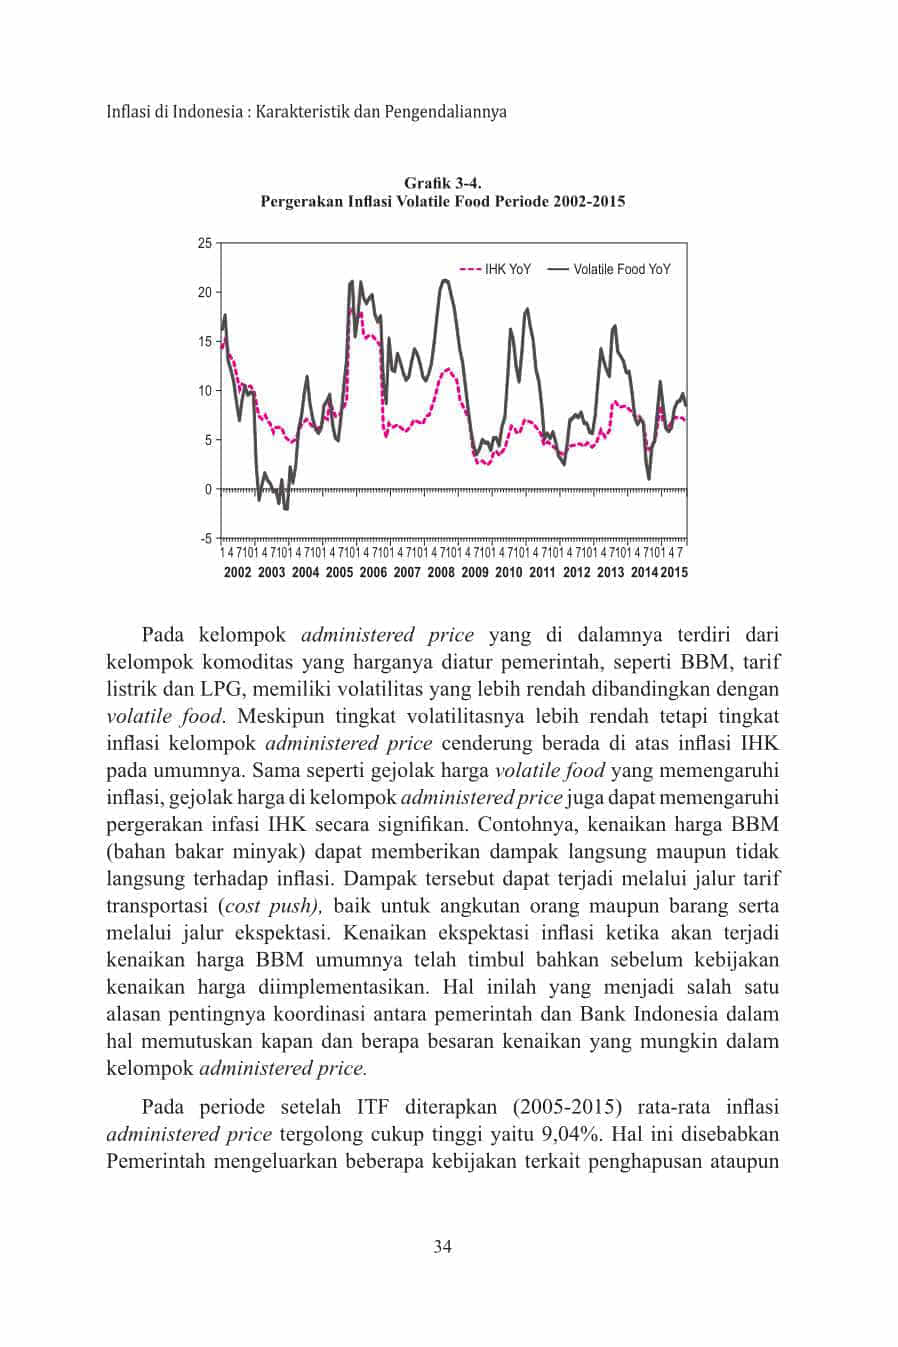 Inflasi di Indonesia : Karakteristik dan Pengendaliannya
Grafik 3-4.
Pergerakan Inflasi Volatile Food Periode 2002-2015
25
20
15
10
5
0
-5
IHK YoY
Volatile Food YoY
1 4 7101 4 7101 4 7101 4 7101 4 7101 4 7101 4 7101 4 7101 4 7101 4 7101 4 7101 4 7101 4 7101 4 7
2002 2003 2004 2005 2006 2007 2008 2009 2010 2011 2012 2013 2014 2015
Pada kelompok administered price yang di dalamnya terdiri dari
kelompok komoditas yang harganya diatur pemerintah, seperti BBM, tarif
listrik dan LPG, memiliki volatilitas yang lebih rendah dibandingkan dengan
volatile food. Meskipun tingkat volatilitasnya lebih rendah tetapi tingkat
inflasi kelompok administered price cenderung berada di atas inflasi IHK
pada umumnya. Sama seperti gejolak harga volatile food yang memengaruhi
inflasi, gejolak harga di kelompok administered price juga dapat memengaruhi
pergerakan infasi IHK secara signifikan. Contohnya, kenaikan harga BBM
(bahan bakar minyak) dapat memberikan dampak langsung maupun tidak
langsung terhadap inflasi. Dampak tersebut dapat terjadi melalui jalur tarif
transportasi (cost push), baik untuk angkutan orang maupun barang serta
melalui jalur ekspektasi. Kenaikan ekspektasi inflasi ketika akan terjadi
kenaikan harga BBM umumnya telah timbul bahkan sebelum kebijakan
kenaikan harga diimplementasikan. Hal inilah yang menjadi salah satu
alasan pentingnya koordinasi antara pemerintah dan Bank Indonesia dalam
hal memutuskan kapan dan berapa besaran kenaikan yang mungkin dalam
kelompok administered price.
Pada periode setelah ITF diterapkan (2005-2015) rata-rata inflasi
administered price tergolong cukup tinggi yaitu 9,04%. Hal ini disebabkan
Pemerintah mengeluarkan beberapa kebijakan terkait penghapusan ataupun
34